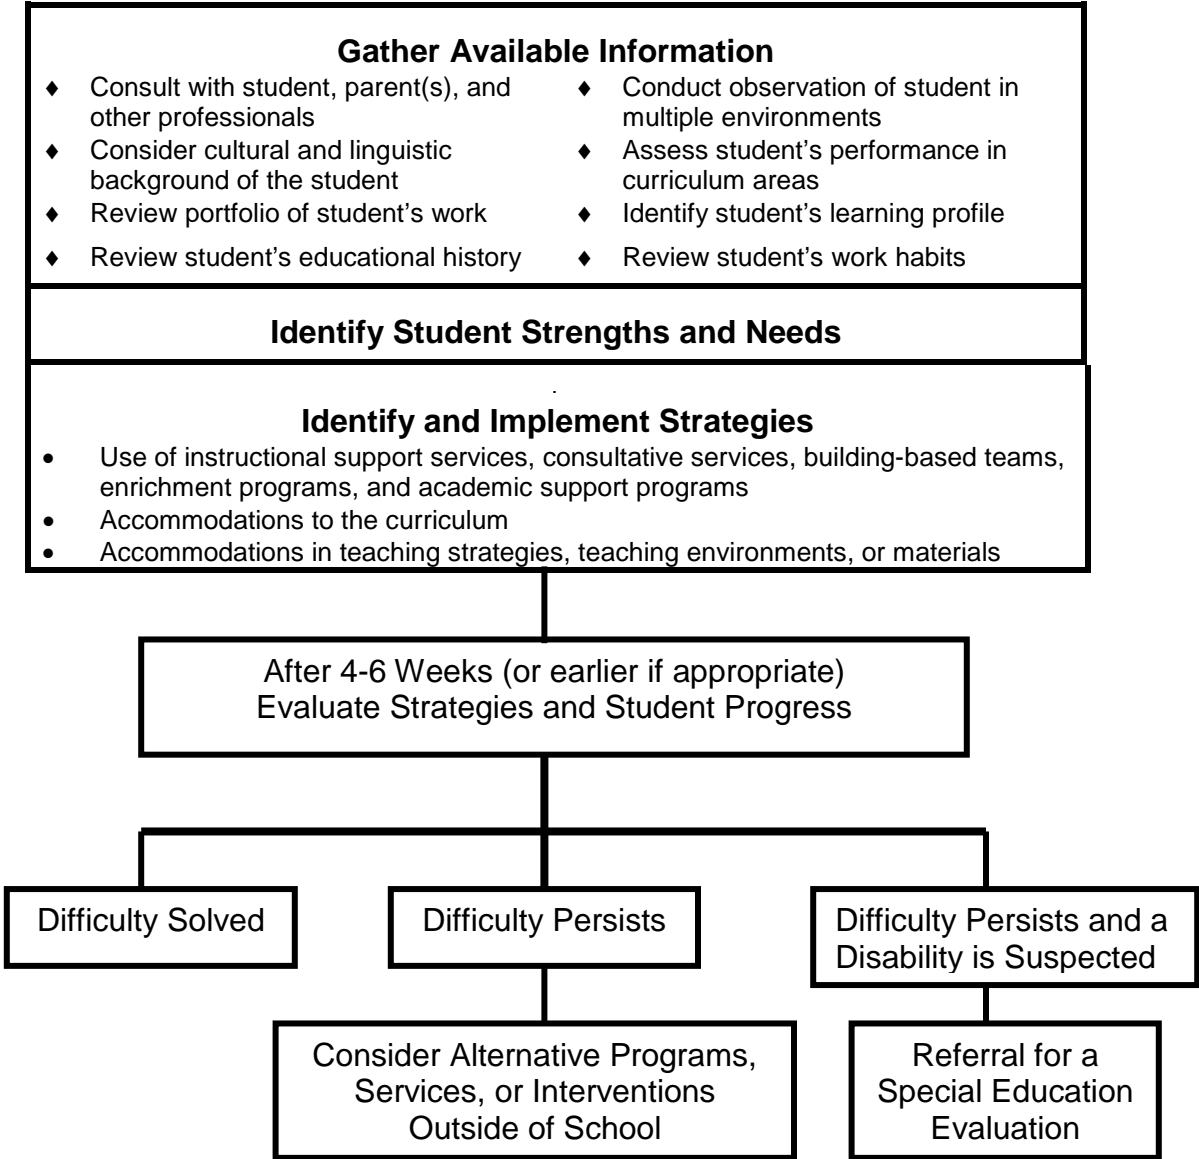 Gather Available Information
♦ Consult with student, parent(s), and
other professionals
♦ Consider cultural and linguistic
background of the student
♦ Review portfolio of student’s work
♦ Review student’s educational history
♦ Conduct observation of student in
multiple environments
♦ Assess student’s performance in
curriculum areas
♦ Identify student’s learning profile
♦ Review student’s work habits
Identify Student Strengths and Needs
.
Identify and Implement Strategies
• Use of instructional support services, consultative services, building-based teams,
enrichment programs, and academic support programs
• Accommodations to the curriculum
• Accommodations in teaching strategies, teaching environments, or materials
After 4-6 Weeks (or earlier if appropriate)
Evaluate Strategies and Student Progress
Difficulty Solved
Difficulty Persists
Difficulty Persists and a
Disability is Suspected
Consider Alternative Programs,
Services, or Interventions
Outside of School
Referral for a
Special Education
Evaluation